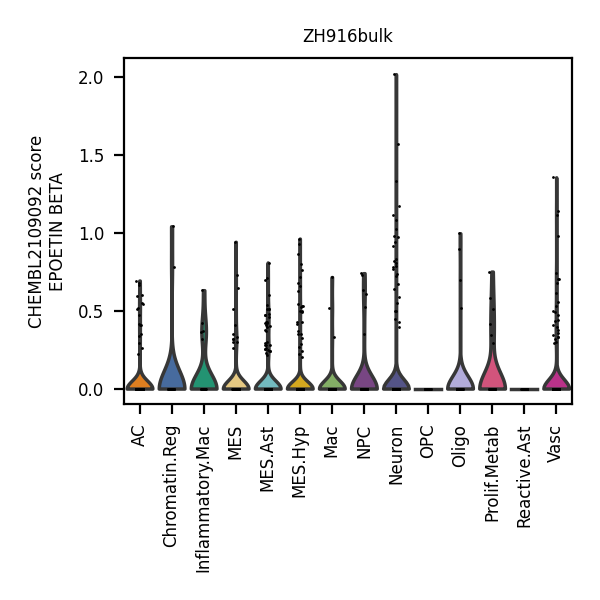 ZH916bulk
CHEMBL2109092 score
EPOETIN BETA
2.0
1.5
1.0
0.5
0.0
AC
Chromatin.Reg
Inflammatory.Mac
MES
MES.Ast
MES.Hyp
Mac
NPC
Neuron
OPC
Oligo
Prolif.Metab
Reactive.Ast
Vasc